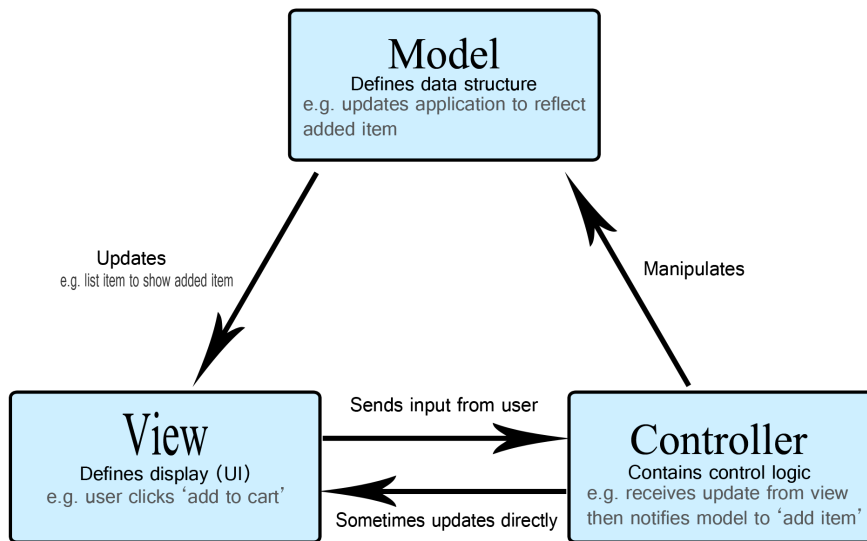 Model
Defines data structure
e.g. updates application to reflect
added item
Updates
e.g. list item to show added item
Manipulates
View
Defines display (UI)
e.g. user clicks ‘add to cart’
Sends input from user
Sometimes updates directly
Controller
Contains control logic
e.g. receives update from view
then notifies model to ‘add item’